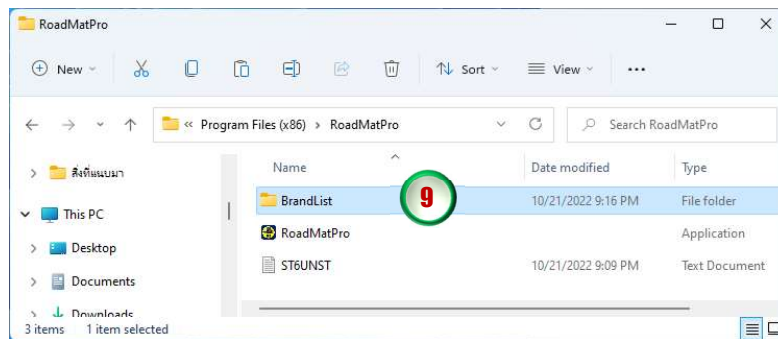 RoadMatPro
New Sort View
Program Files (x86) RoadMatPro Search RoadMatPro
สิ่งที่แนบมา
This PC
Desktop
Documents
Downloads
Name Date modified Type
BrandList 9 10/21/2022 9:16 PM File folder
RoadMatPro Application
ST6UNST 10/21/2022 9:09 PM Text Document
3 items 1 item selected